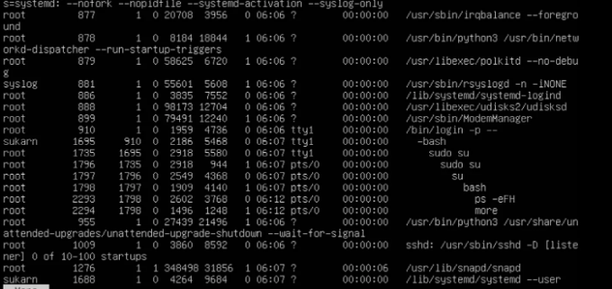 s=systemd: --nofork --nopidfile --systemd-activation --syslog-only
root 877 1 0 20708 3956 0 06:06 ? 00:00:00 /usr/sbin/irqbalance --foregro
und
root 878 1 0 8184 18844 1 06:06 ? 00:00:00 /usr/bin/python3 /usr/bin/netw
orkd-dispatcher --run-startup-triggers
root 879 1 0 58625 6720 1 06:06 ? 00:00:00 /usr/libexec/polkitd --no-debu
g
syslog 881 1 0 55601 5608 1 06:06 ? 00:00:00 /usr/sbin/rsyslogd -n -iNONE
root 886 1 0 3835 7552 0 06:06 ? 00:00:00 /lib/systemd/systemd-logind
root 888 1 0 98173 12704 0 06:06 ? 00:00:00 /usr/libexec/udisks2/udisksd
root 899 1 0 79491 12240 1 06:06 ? 00:00:00 /usr/sbin/ModemManager
root 910 1 0 1959 4736 0 06:06 tty1 00:00:00 /bin/login -p --
sukarn 1695 910 0 2186 5468 0 06:07 tty1 00:00:00 -bash
root 1735 1695 0 2918 5580 0 06:07 tty1 00:00:00 sudo su
root 1796 1735 0 2918 944 1 06:07 pts/0 00:00:00 sudo su
root 1797 1796 0 2549 4368 0 06:07 pts/0 00:00:00 su
root 1798 1797 0 1909 4140 1 06:07 pts/0 00:00:00 bash
root 2293 1798 0 2602 3768 0 06:12 pts/0 00:00:00 ps -eFH
root 2294 1798 0 1496 1248 1 06:12 pts/0 00:00:00 more
root 955 1 0 27439 21496 1 06:06 ? 00:00:00 /usr/bin/python3 /usr/share/un
attended-upgrades/unattended-upgrade-shutdown --wait-for-signal
root 1009 1 0 3860 8592 0 06:06 ? 00:00:00 sshd: /usr/sbin/sshd -D [liste
ner] 0 of 10-100 startups
root 1276 1 1 348498 31856 1 06:07 ? 00:00:06 /usr/lib/snapd/snapd
sukarn 1688 1 0 4264 9684 0 06:07 ? 00:00:00 /lib/systemd/systemd --user